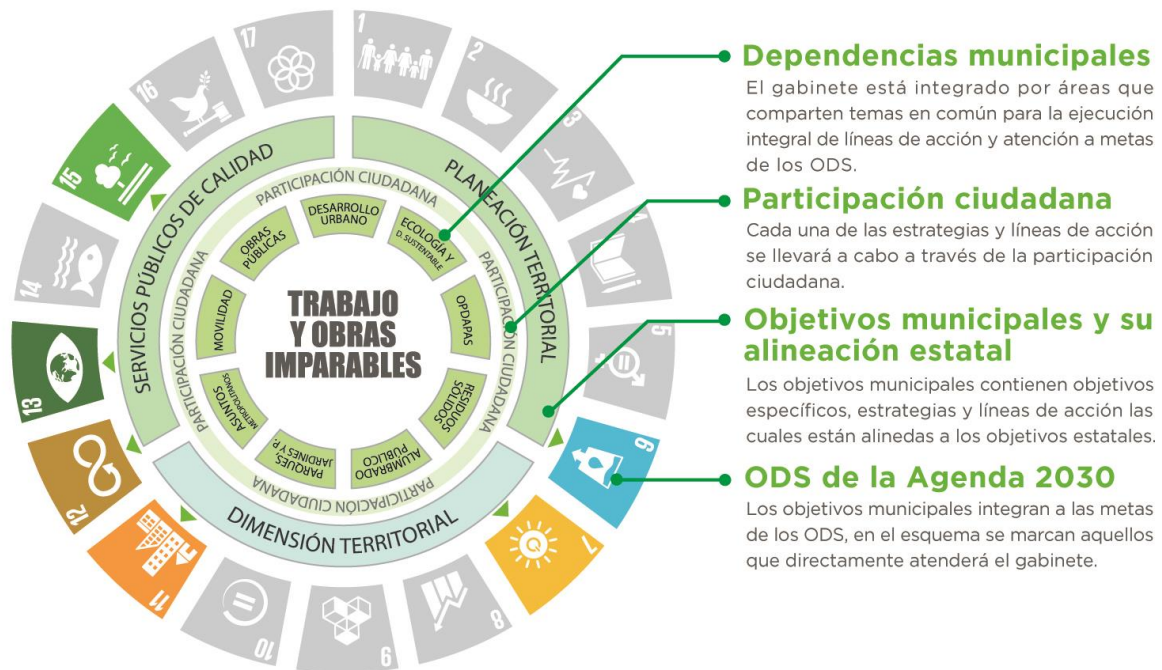 1
2
3
4
5
6
7
8
9
10
11
12
13
14
15
16
17
SERVICIOS PÚBLICOS DE CALIDAD
PLANEACIÓN TERRITORIAL
DIMENSIÓN TERRITORIAL
PARTICIPACIÓN CIUDADANA
PARTICIPACIÓN CIUDADANA
PARTICIPACIÓN CIUDADANA
PARTICIPACIÓN CIUDADANA
DESARROLLO
URBANO
ECOLOGÍA Y
D. SUSTENTABLE
OPDAPAS
RESIDUOS
SÓLIDOS
ALUMBRADO
PÚBLICO
PARQUES,
JARDINES Y P.
ASUNTOS
METROPOLITANOS
MOVILIDAD
OBRAS
PÚBLICAS
TRABAJO
Y OBRAS
IMPARABLES
Dependencias municipales
El gabinete está integrado por áreas que
comparten temas en común para la ejecución
integral de líneas de acción y atención a metas
de los ODS.
Participación ciudadana
Cada una de las estrategias y líneas de acción
se llevará a cabo a través de la participación
ciudadana.
Objetivos municipales y su
alineación estatal
Los objetivos municipales contienen objetivos
específicos, estrategias y líneas de acción las
cuales están alinedas a los objetivos estatales.
ODS de la Agenda 2030
Los objetivos municipales integran a las metas
de los ODS, en el esquema se marcan aquellos
que directamente atenderá el gabinete.